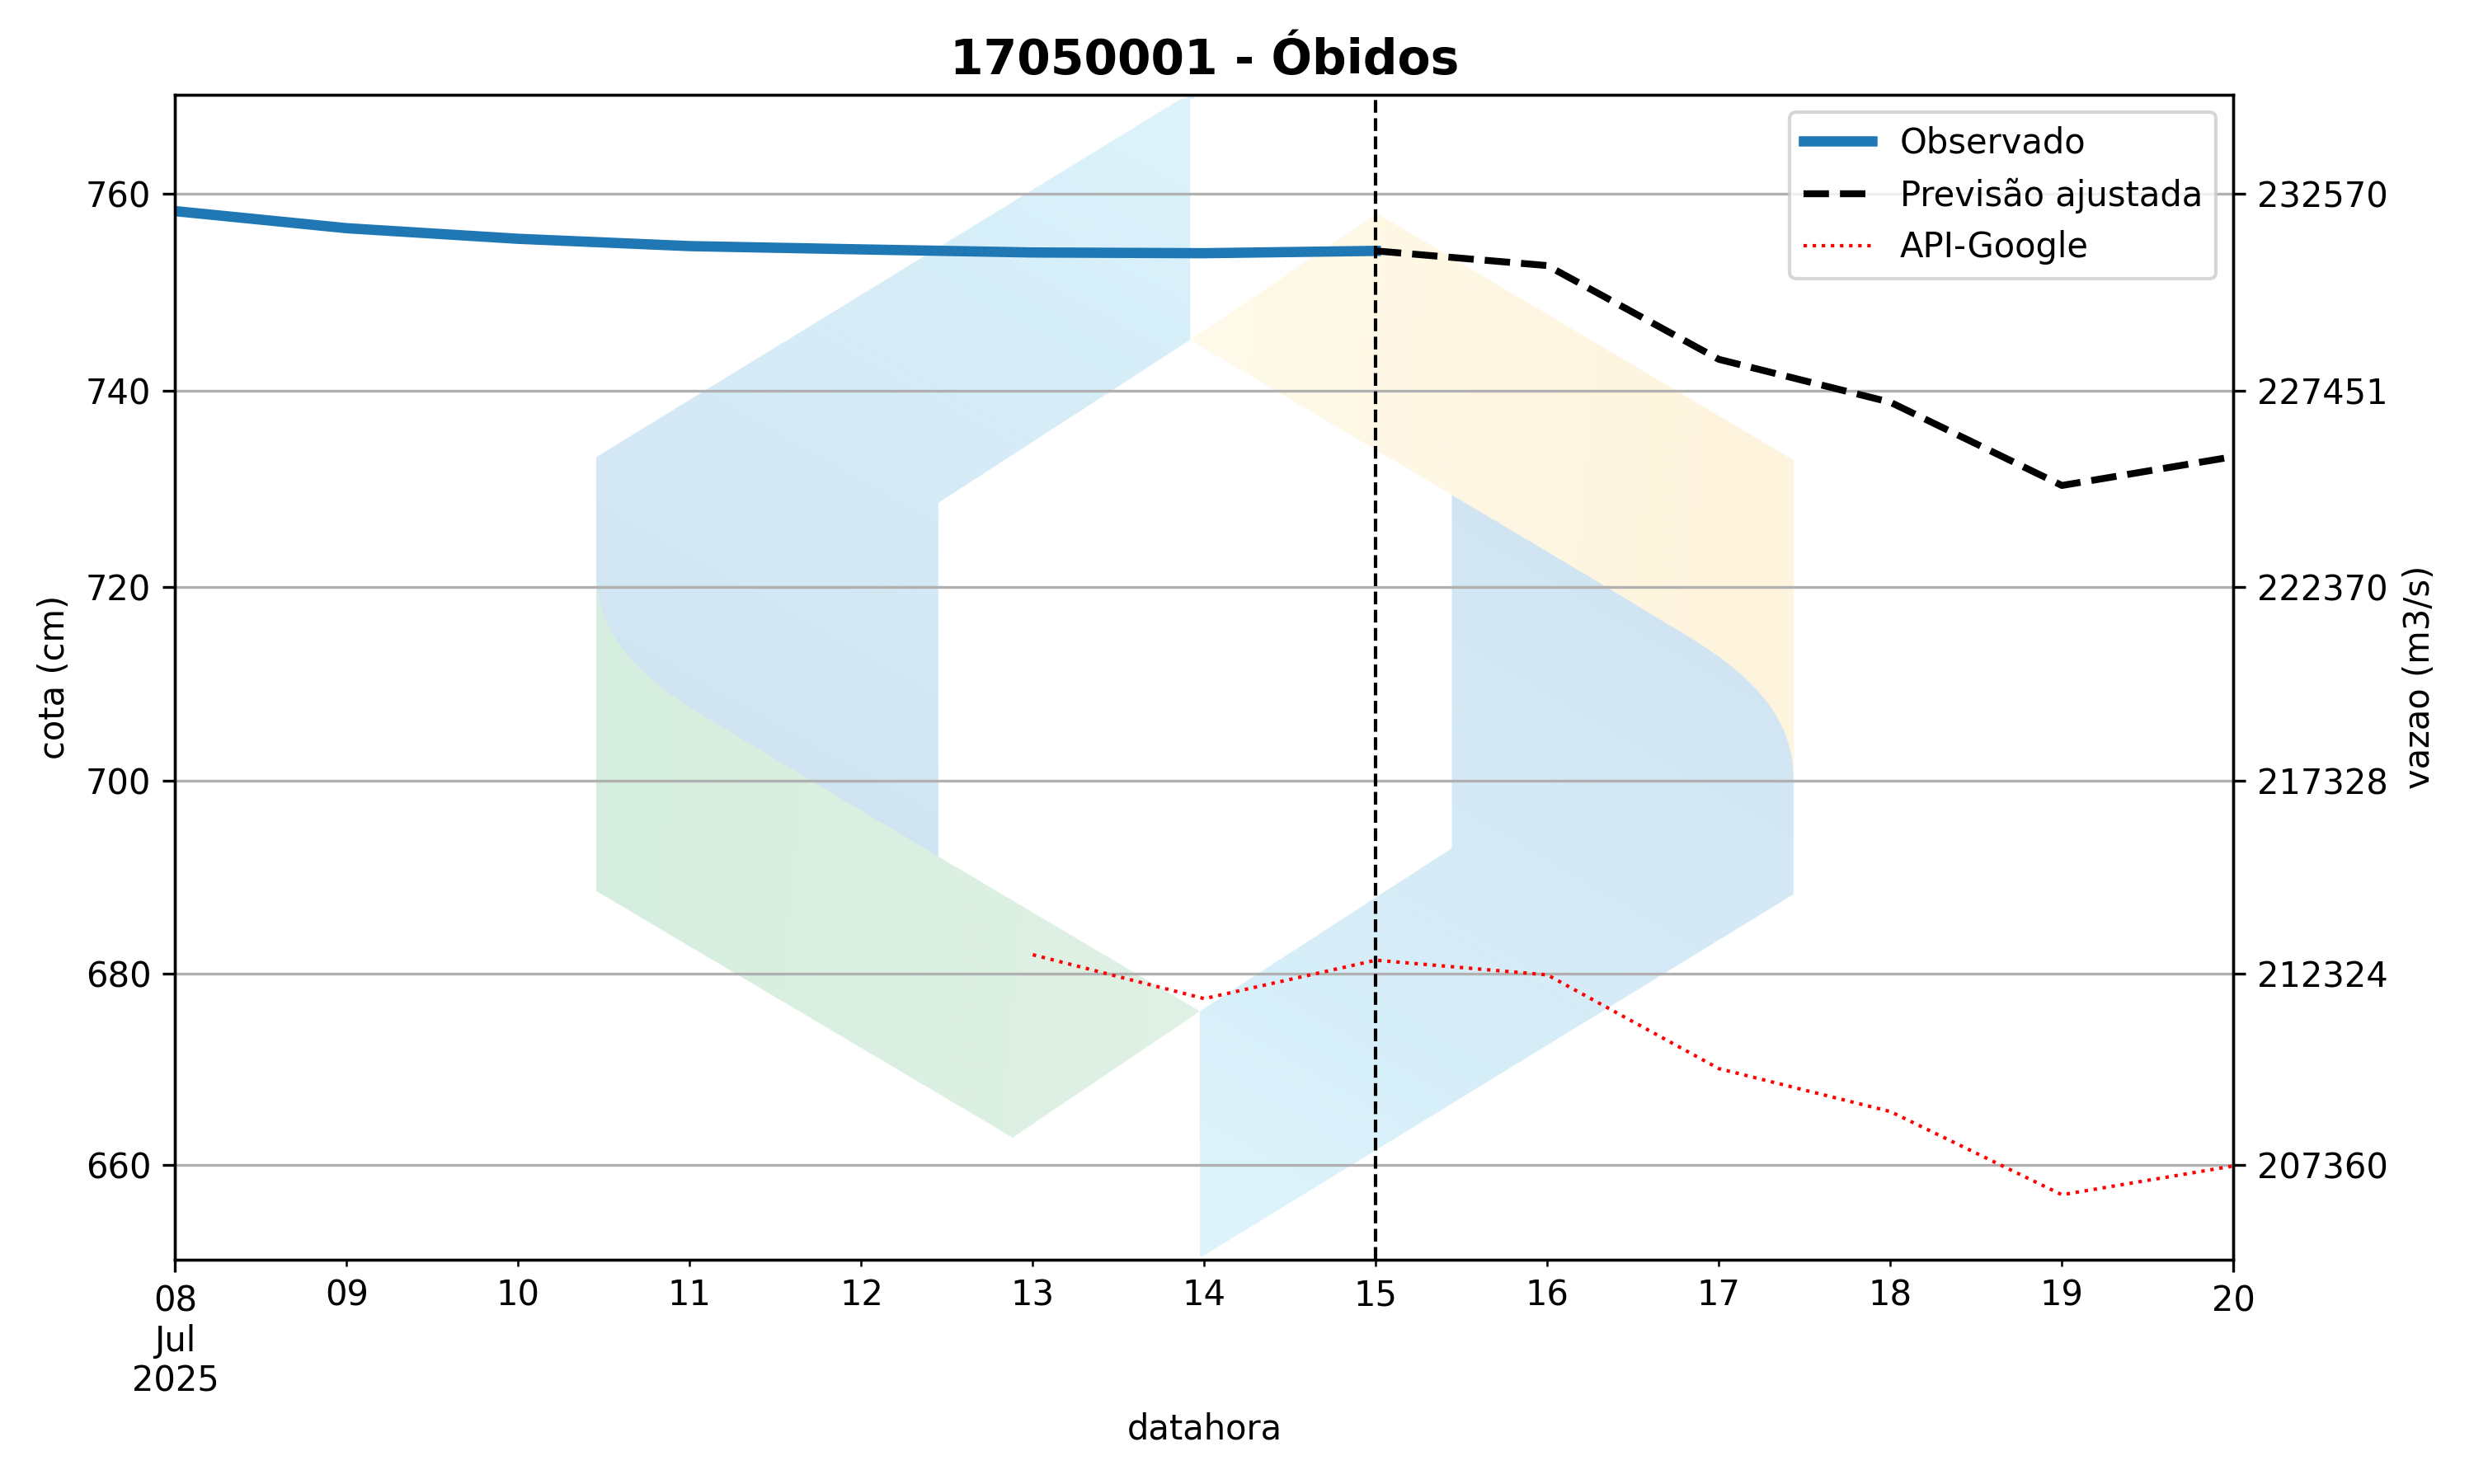 17050001 - Óbidos
Observado
Previsão ajustada
API-Google
760
740
720
700
680
660
cota (cm)
232570
227451
222370
217328
212324
207360
vazao (m3/s)
08 09 10 11 12 13 14 15 16 17 18 19 20
Jul
2025
datahora